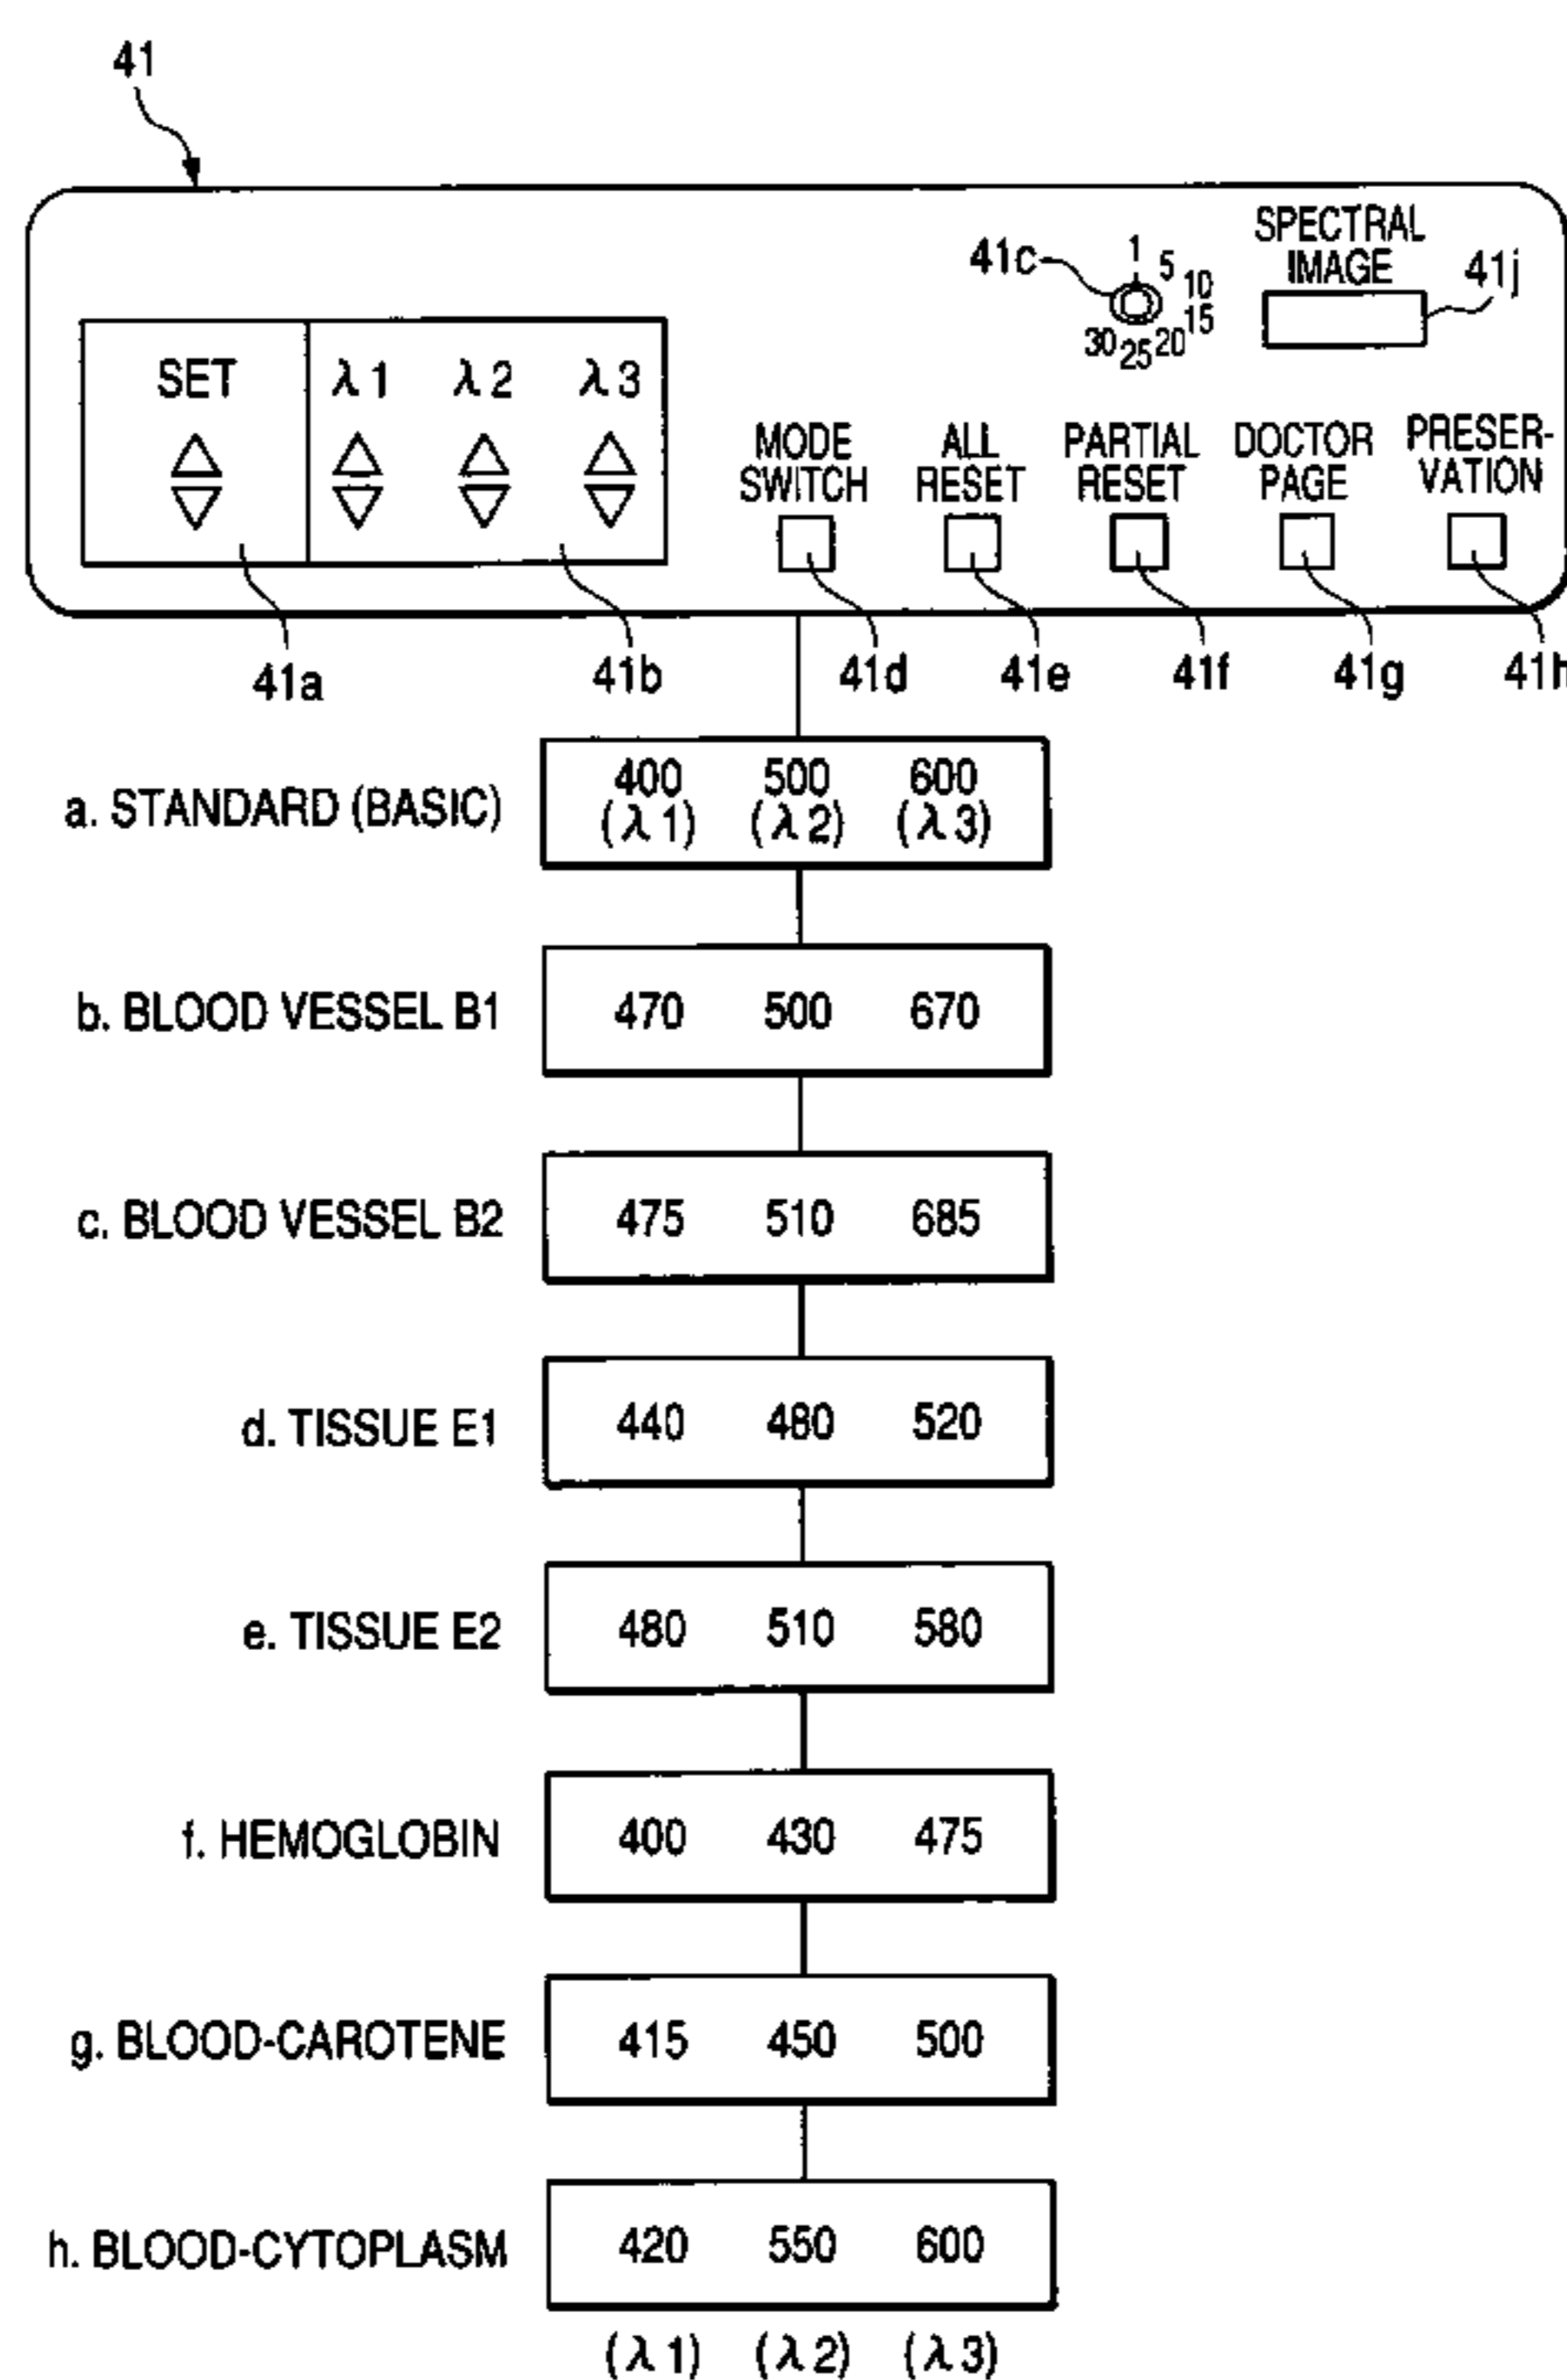 41
SPECTRAL
IMAGE
41j
41c
1
5
10
15
20
25
30
SET λ1 λ2 λ3
MODE
SWITCH
ALL
RESET
PARTIAL
RESET
DOCTOR
PAGE
PRESER-
VATION
41a 41b 41d 41e 41f 41g 41h
a. STANDARD (BASIC) 400 500 600
(λ1) (λ2) (λ3)
b. BLOOD VESSEL B1 470 500 670
c. BLOOD VESSEL B2 475 510 685
d. TISSUE E1 440 480 520
e. TISSUE E2 480 510 580
f. HEMOGLOBIN 400 430 475
g. BLOOD-CAROTENE 415 450 500
h. BLOOD-CYTOPLASM 420 550 600
(λ1) (λ2) (λ3)